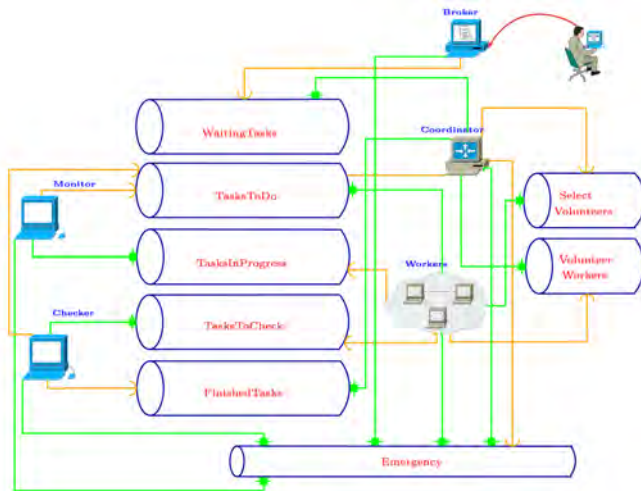 Broker
WaitingTasks
Coordinator
Monitor
TasksToDo
Select
Volunteers
TasksInProgress
Workers
Volunteer
Workers
Checker
TasksToCheck
FinishedTasks
Emergency